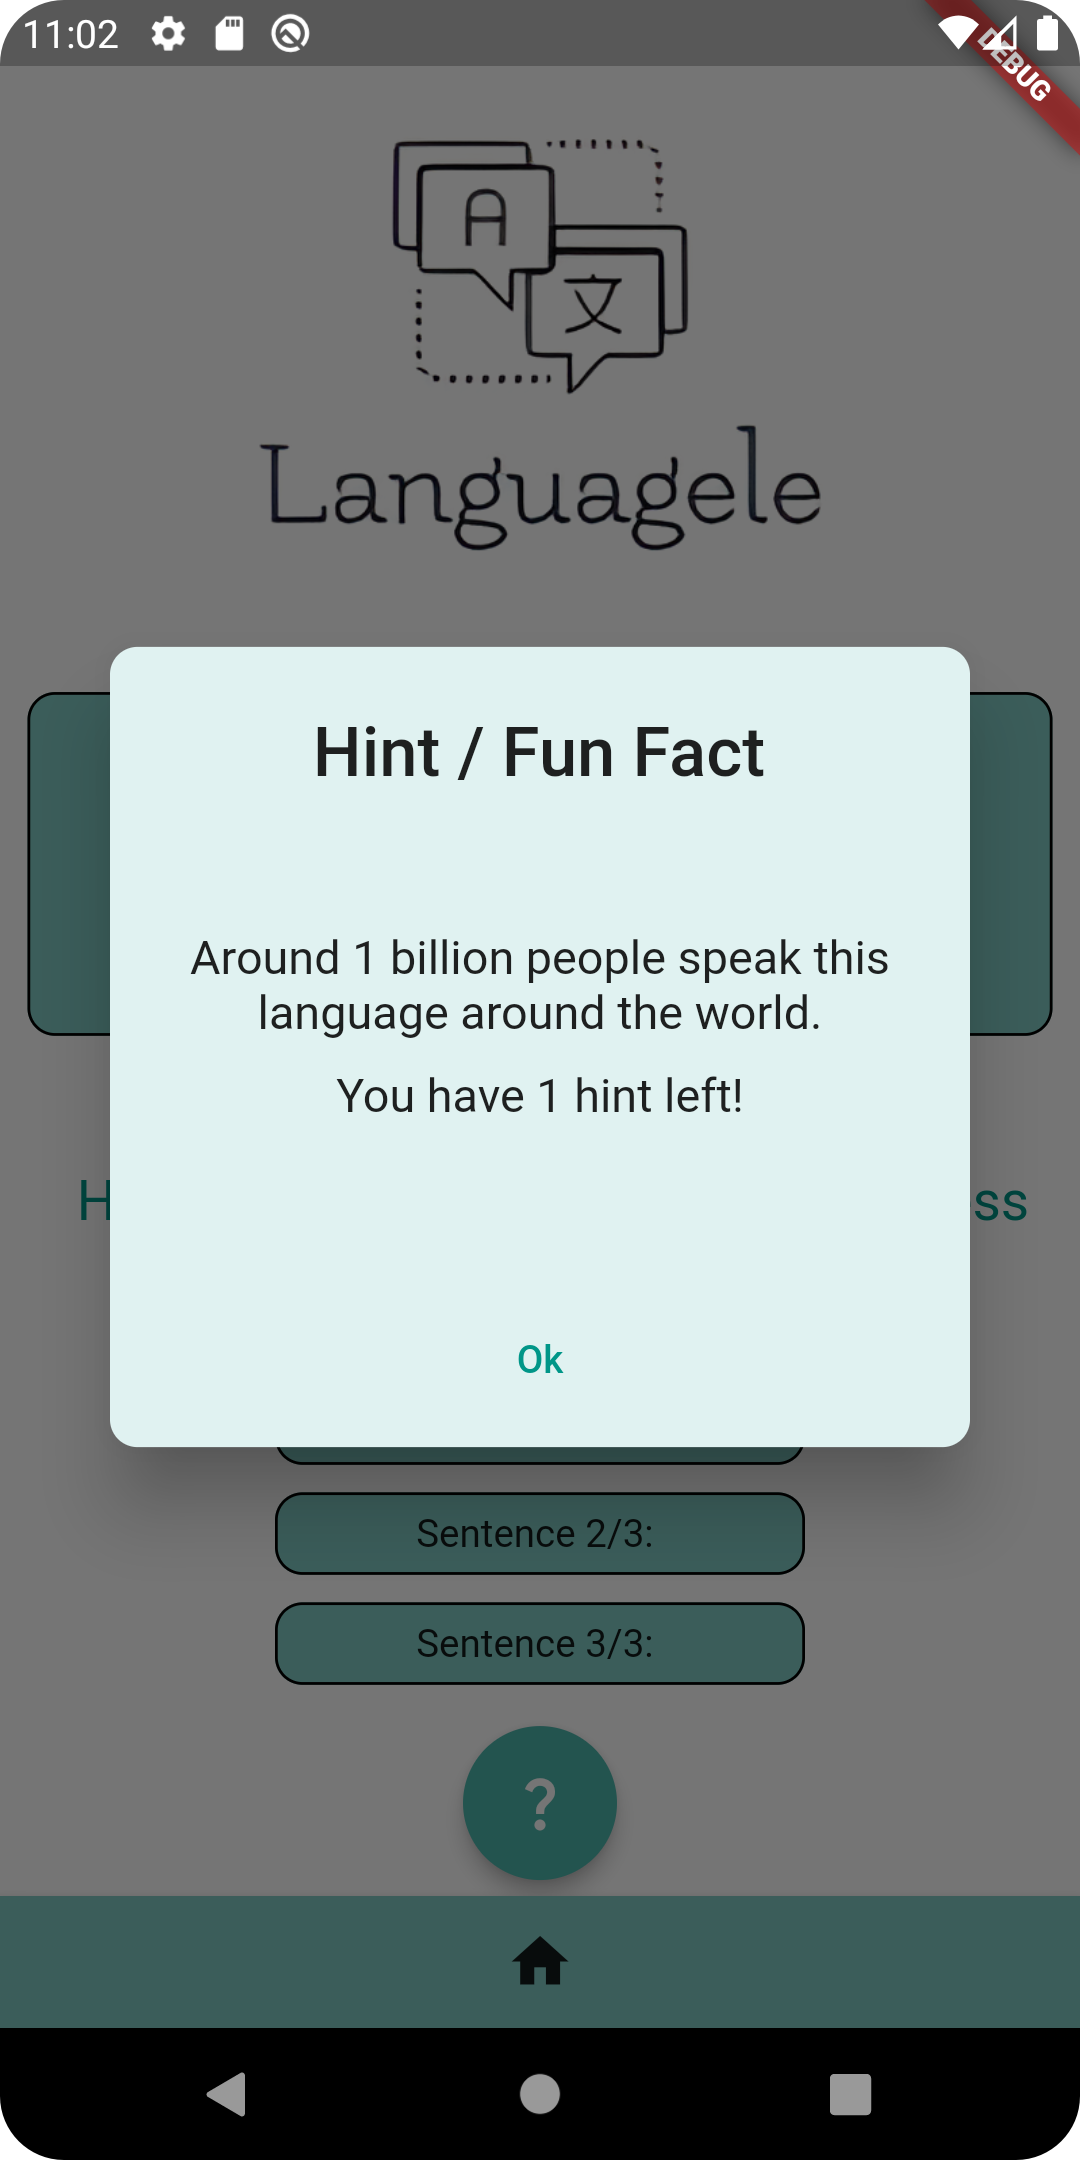 11:02
DEBUG
A
文
Languagele
Hint / Fun Fact
Around 1 billion people speak this
language around the world.
You have 1 hint left!
H ss
Ok
Sentence 2/3:
Sentence 3/3:
?